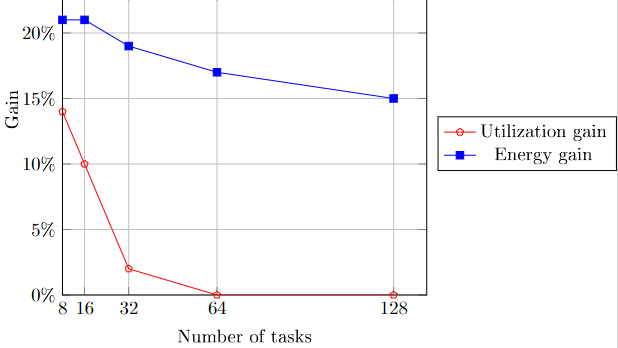 20%
15%
10%
5%
0%
Gain
8 16 32 64 128
Number of tasks
Utilization gain
Energy gain